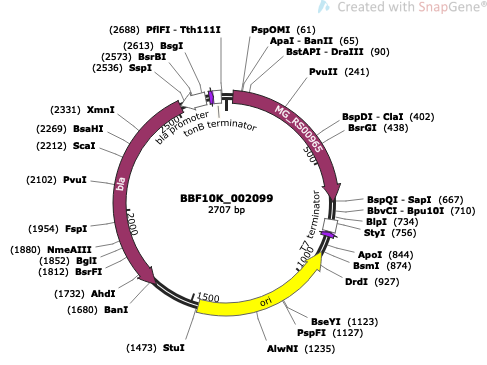 Created with SnapGene®
(2688) PflFI - Tth111I
(2613) BsgI
(2573) BsrBI
(2536) SspI
(2331) XmnI
(2269) BsaHI
(2212) ScaI
(2102) PvuI
(1954) FspI
(1880) NmeAIII
(1852) BglI
(1812) BsrFI
(1732) AhdI
(1680) BanI
(1473) StuI
PspOMI (61)
ApaI - BanII (65)
BstAPI - DraIII (90)
PvuII (241)
BspDI - ClaI (402)
BsrGI (438)
BspQI - SapI (667)
BbvCI - Bpu10I (710)
BlpI (734)
StyI (756)
ApoI (844)
BsmI (874)
DrdI (927)
BseYI (1123)
PspFI (1127)
AlwNI (1235)
bla promoter
tonB terminator
MG_RS00965
T7 terminator
bla
ori
500
1000
1500
2000
2500
BBF10K_002099
2707 bp